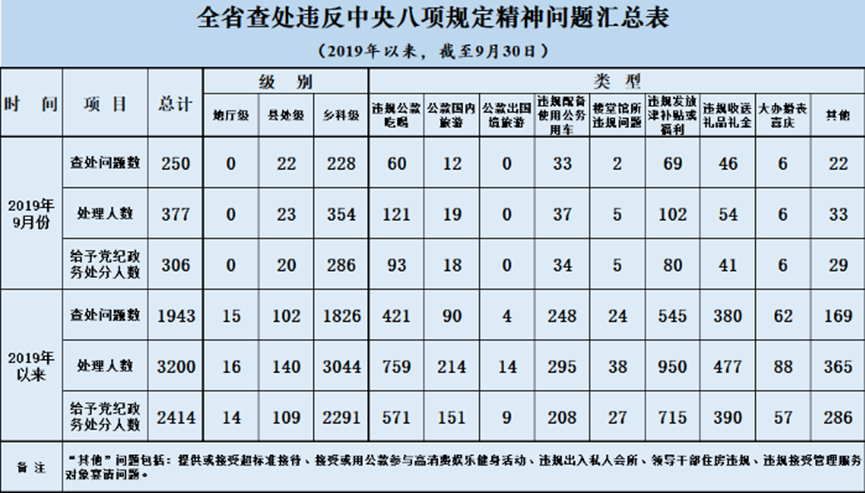 全省查处违反中央八项规定精神问题汇总表
（2019年以来，截至9月30日）
时 间 项 目 总计 级 别 类 型
地厅级 县处级 乡科级 违规公款吃喝 公款国内旅游 公款出国境旅游 违规配备使用公务用车 楼堂馆所违规问题 违规发放津补贴或福利 违规收送礼品礼金 大办婚丧喜庆 其他
2019年9月份
查处问题数 250 0 22 228 60 12 0 33 2 69 46 6 22
处理人数 377 0 23 354 121 19 0 37 5 102 54 6 33
给予党纪政务处分人数 306 0 20 286 93 18 0 34 5 80 41 6 29
2019年以来
查处问题数 1943 15 102 1826 421 90 4 248 24 545 380 62 169
处理人数 3200 16 140 3044 759 214 14 295 38 950 477 88 365
给予党纪政务处分人数 2414 14 109 2291 571 151 9 208 27 715 390 57 286
备 注 “其他”问题包括：提供或接受超标准接待、接受或用公款参与高消费娱乐健身活动、违规出入私人会所、领导干部住房违规、违规接受管理服务
对象宴请问题。